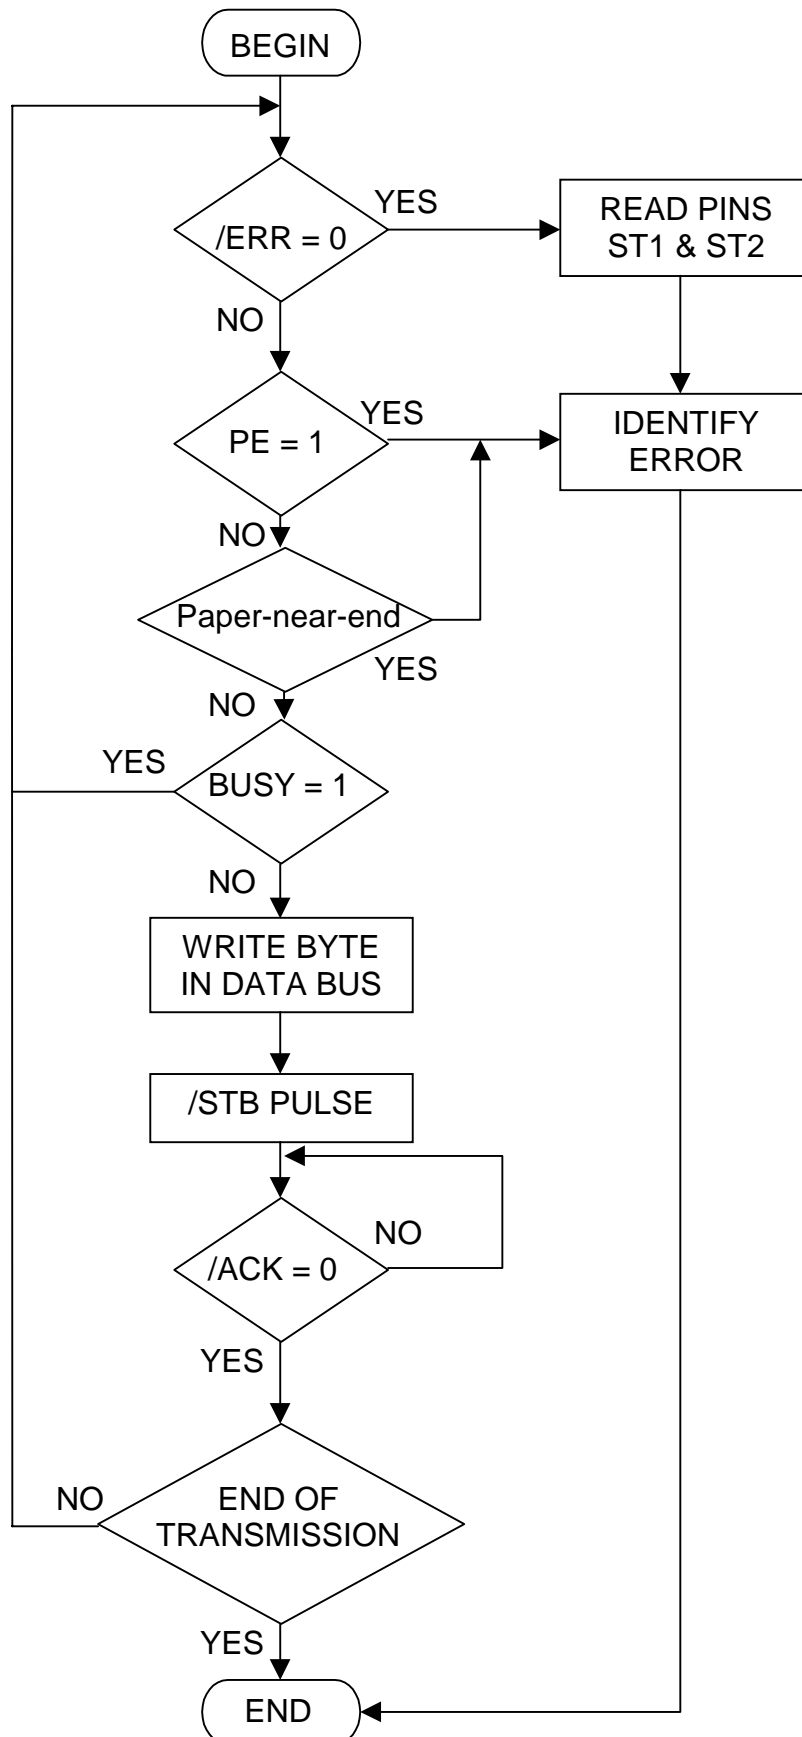 BEGIN
YES
/ERR = 0
READ PINS
ST1 & ST2
NO
YES
PE = 1
IDENTIFY
ERROR
NO
Paper-near-end
YES
NO
YES
BUSY = 1
NO
WRITE BYTE
IN DATA BUS
/STB PULSE
NO
/ACK = 0
YES
NO
END OF
TRANSMISSION
YES
END